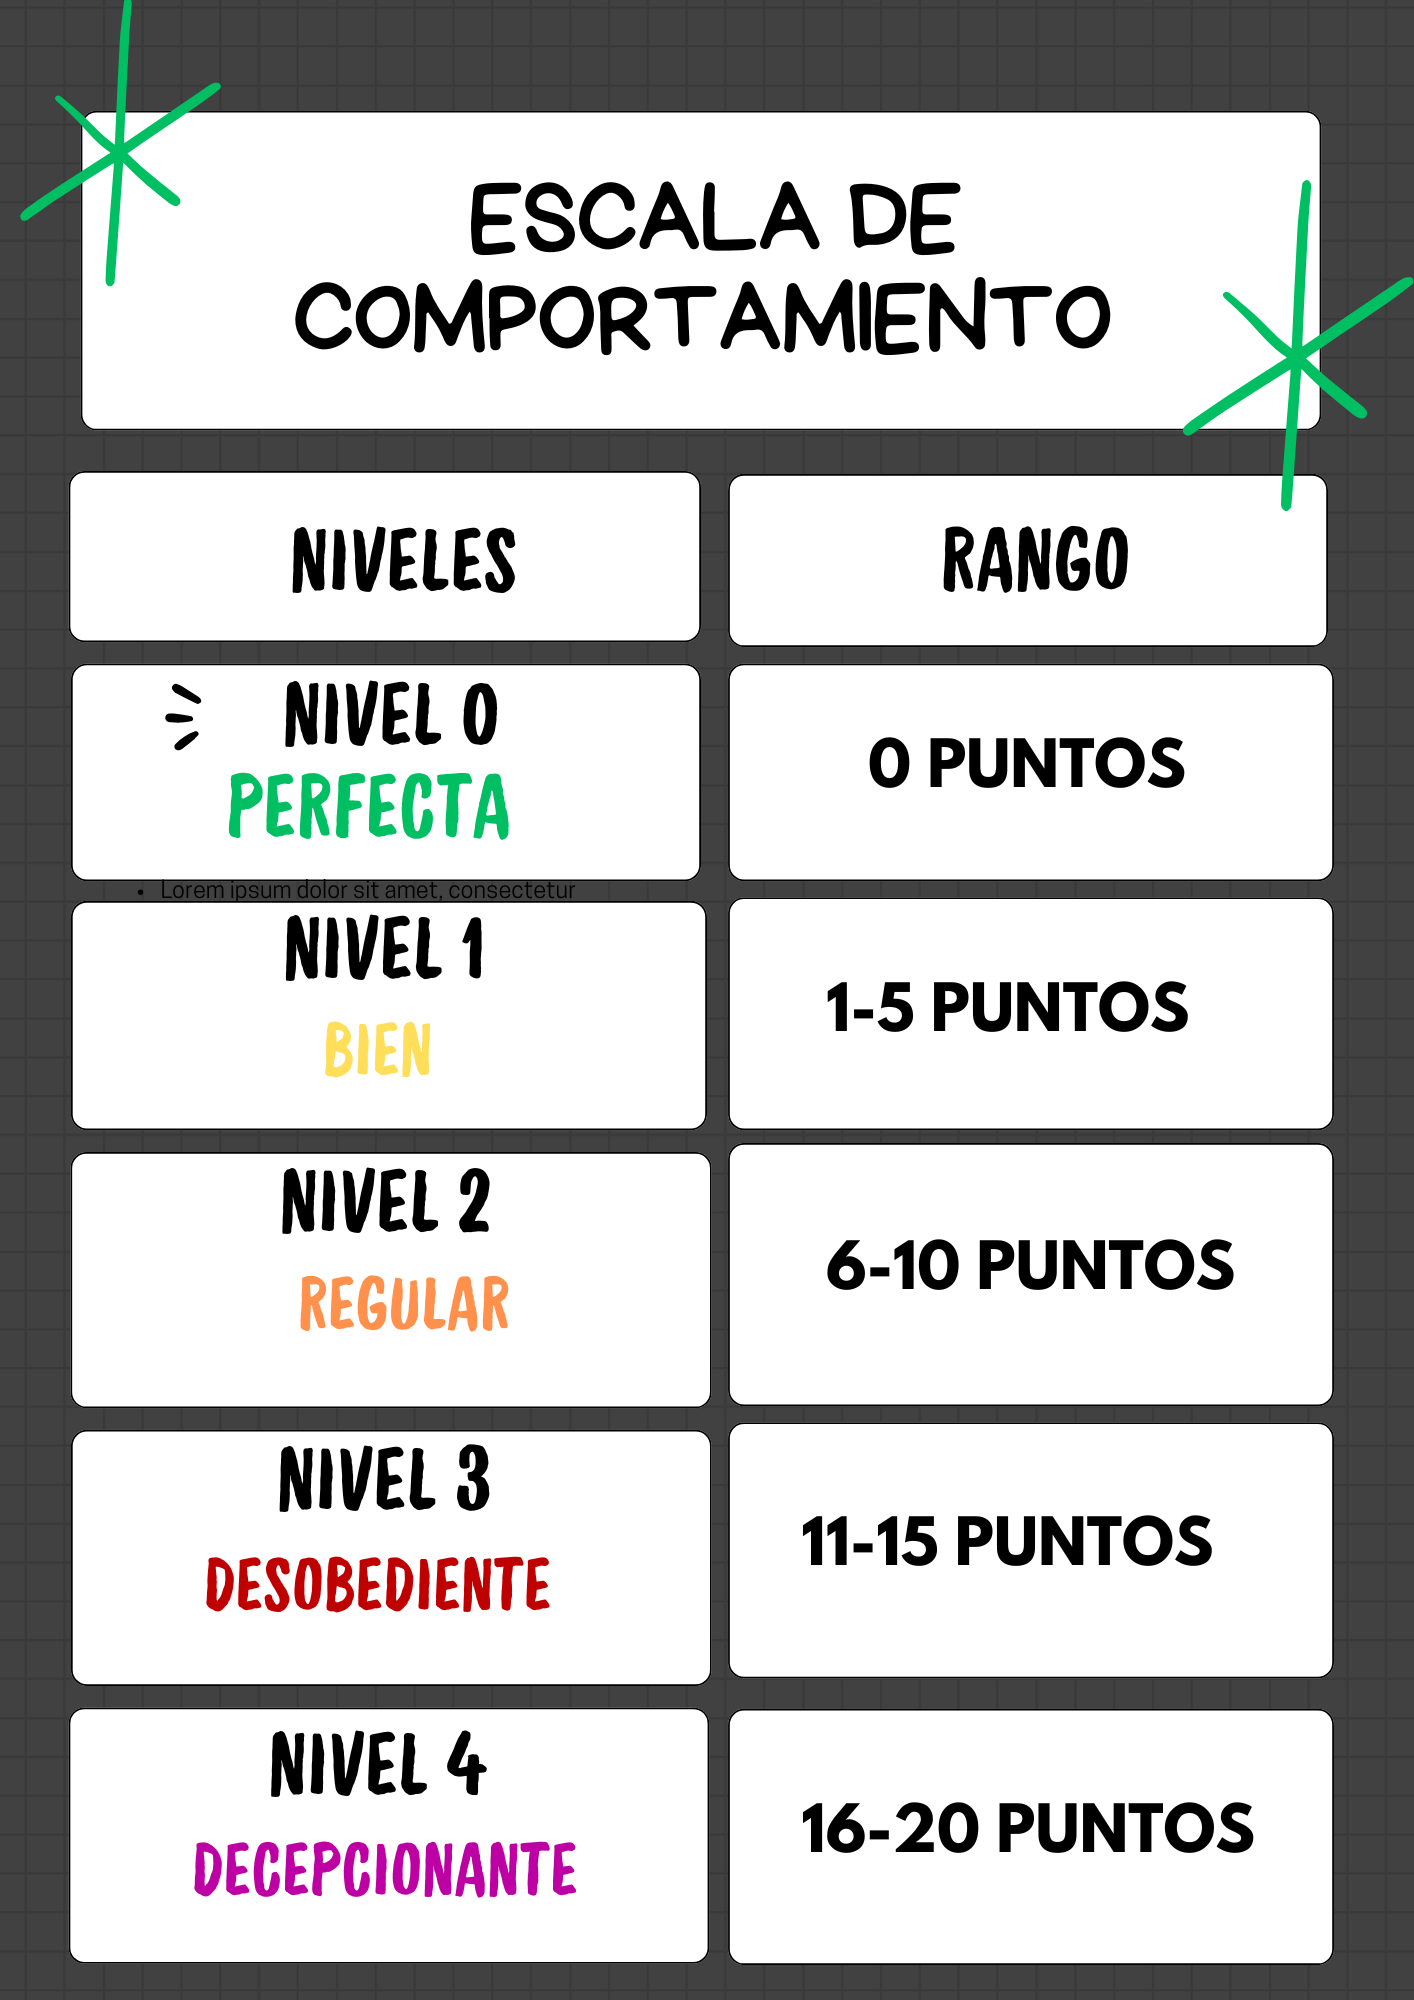 ESCALA DE
COMPORTAMIENTO
NIVELES
RANGO
NIVEL 0
PERFECTA
0 PUNTOS
Lorem ipsum dolor sit amet, consectetur
NIVEL 1
BIEN
1-5 PUNTOS
NIVEL 2
REGULAR
6-10 PUNTOS
NIVEL 3
DESOBEDIENTE
11-15 PUNTOS
NIVEL 4
DECEPCIONANTE
16-20 PUNTOS